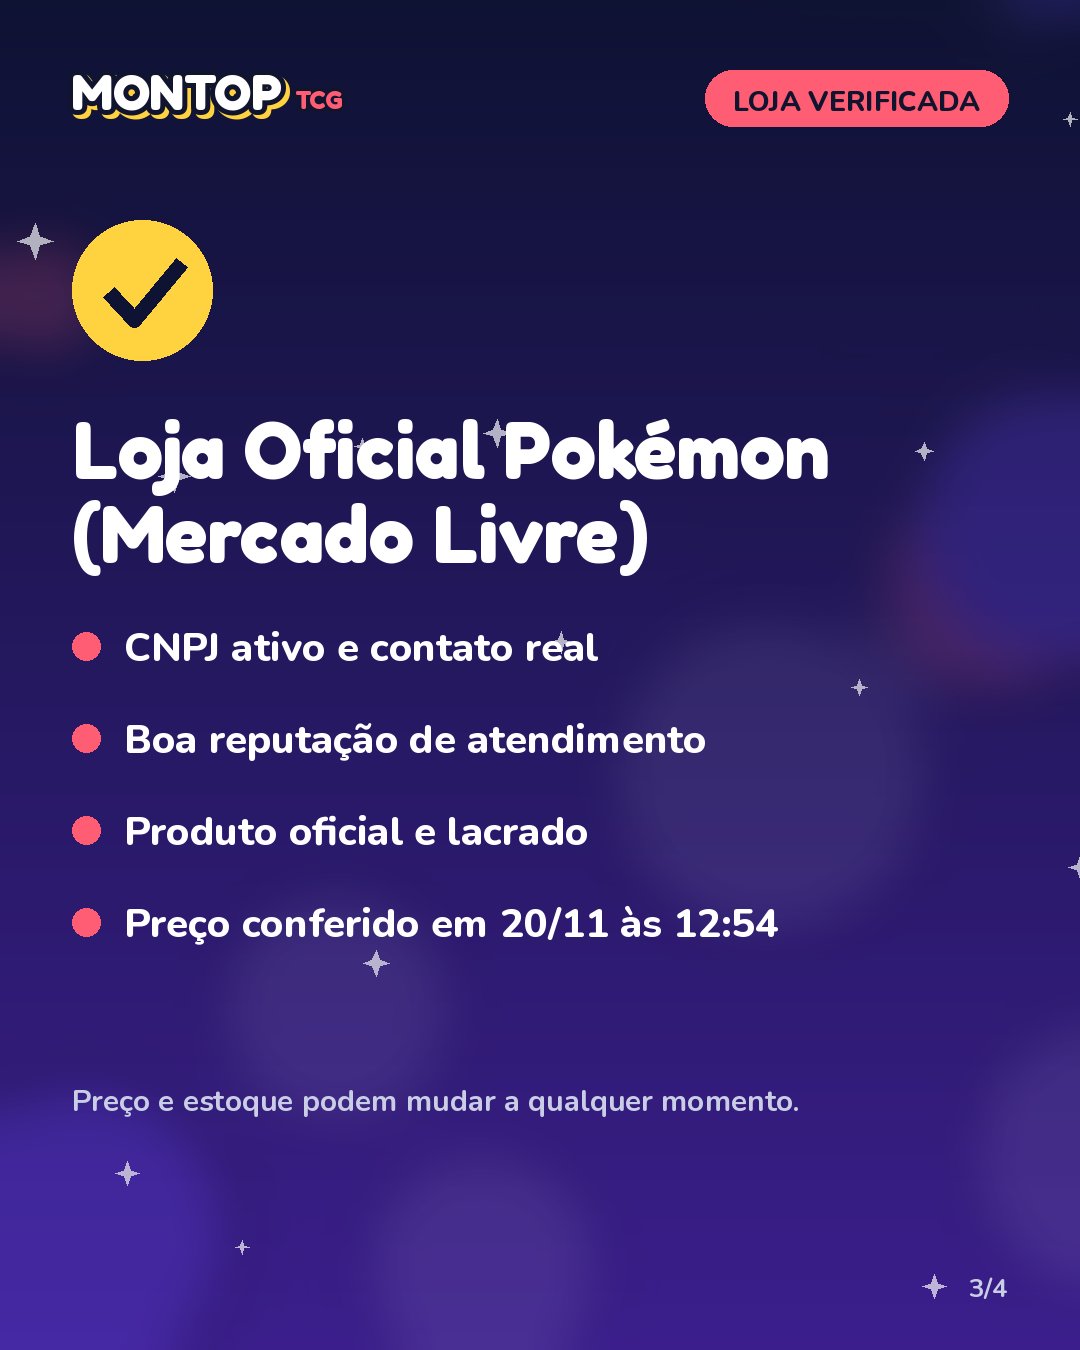 MONTOP TCG
LOJA VERIFICADA
Loja Oficial Pokémon
(Mercado Livre)
CNPJ ativo e contato real
Boa reputação de atendimento
Produto oficial e lacrado
Preço conferido em 20/11 às 12:54
Preço e estoque podem mudar a qualquer momento.
3/4